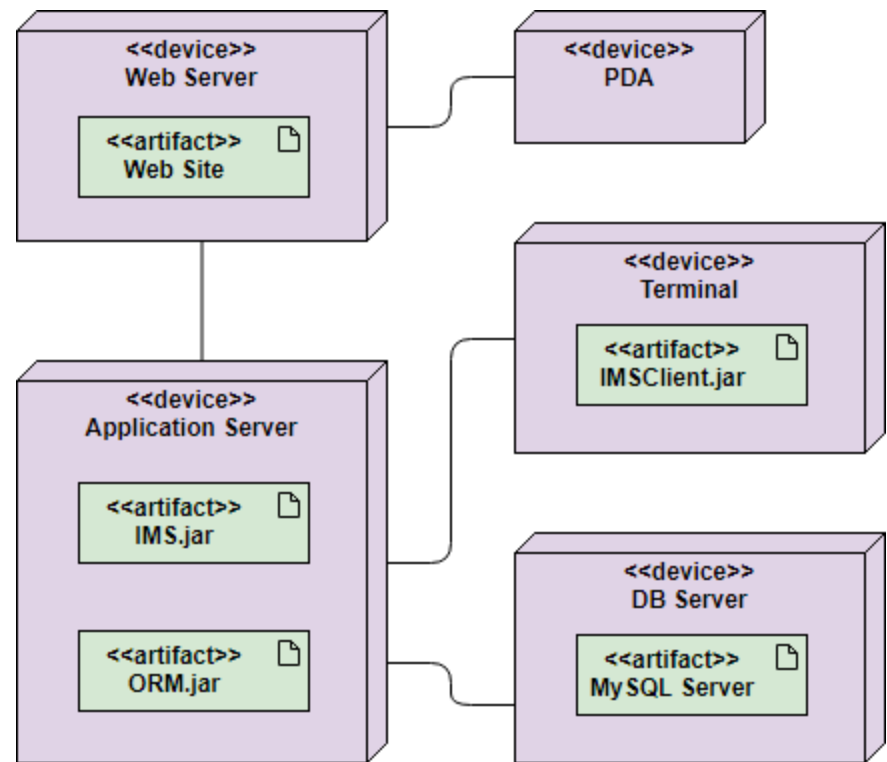 <<device>>
Web Server
<<artifact>>
Web Site
<<device>>
PDA
<<device>>
Terminal
<<artifact>>
IMSClient.jar
<<device>>
Application Server
<<artifact>>
IMS.jar
<<artifact>>
ORM.jar
<<device>>
DB Server
<<artifact>>
MySQL Server